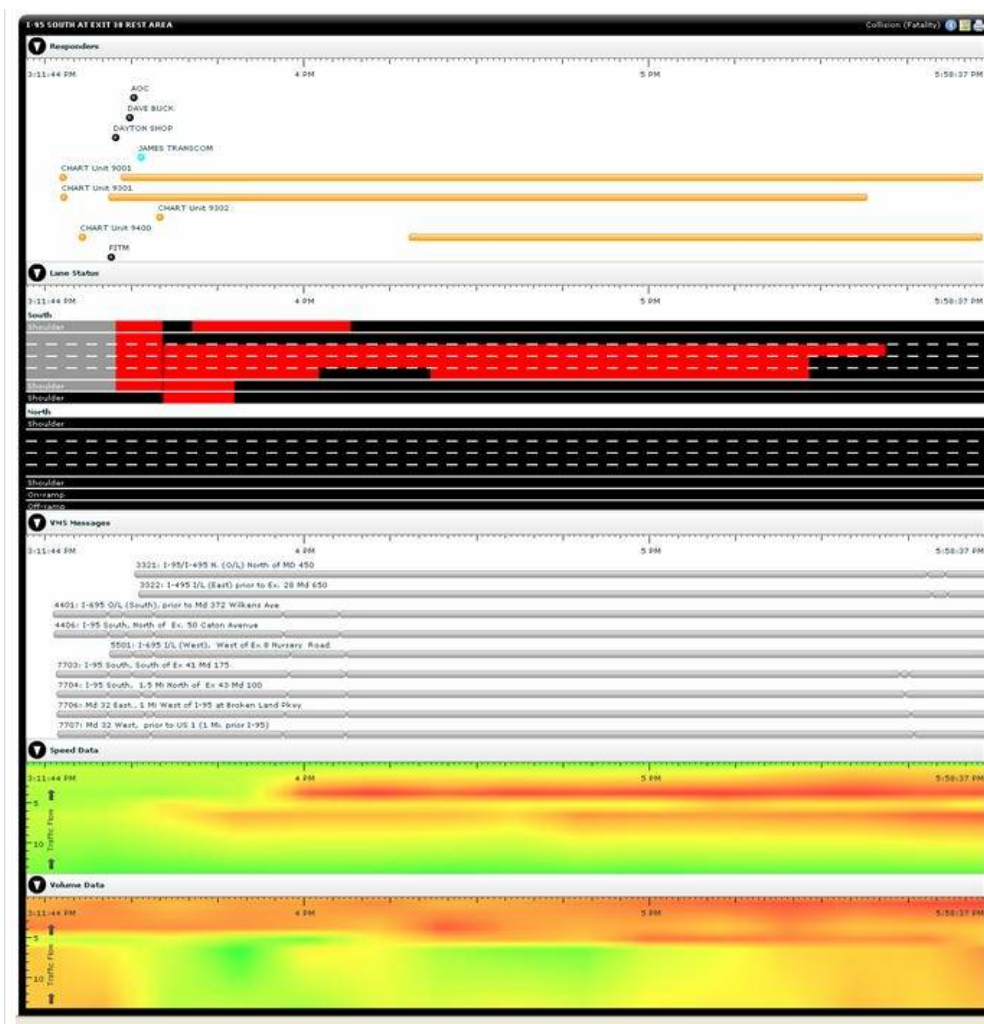 I-95 SOUTH AT EXIT 38 REST AREA Collision (Fatality)
Responders
3:11:44 PM 4 PM 5 PM 5:58:37 PM
AOC
DAVE BUCK
DAYTON SHOP
JAMES TRANSCOM
CHART Unit 9001
CHART Unit 9301
CHART Unit 9302
CHART Unit 9400
FITM
Lane Status
3:11:44 PM 4 PM 5 PM 5:58:37 PM
South
Shoulder
Shoulder
Shoulder
North
Shoulder
Shoulder
On-ramp
Off-ramp
VMS Messages
3:11:44 PM 4 PM 5 PM 5:58:37 PM
3321: I-95/I-495 N. (O/L) North of MD 450
3322: I-495 I/L (East) prior to Ex. 28 Md 650
4401: I-695 O/L (South), prior to Md 372 Wilkens Ave
4406: I-95 South, North of Ex. 50 Caton Avenue
5501: I-695 I/L (West), West of Ex 8 Nursery Road
7703: I-95 South, South of Ex 41 Md 175
7704: I-95 South, 1.5 Mi North of Ex 43 Md 100
7706: Md 32 East., 1 Mi West of I-95 at Broken Land Pkwy
7707: Md 32 West, prior to US 1 (1 Mi. prior I-95)
Speed Data
3:11:44 PM 4 PM 5 PM 5:58:37 PM
5
Traffic Flow
10
Volume Data
3:11:44 PM 4 PM 5 PM 5:58:37 PM
5
Traffic Flow
10